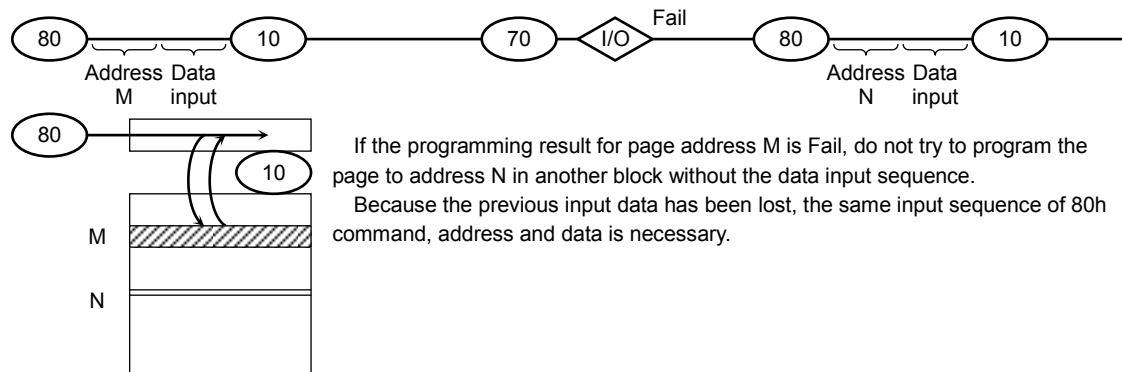 Fail
80 10 70 I/O 80 10
Address Data Address Data
M input N input
80
If the programming result for page address M is Fail, do not try to program the
10
page to address N in another block without the data input sequence.
Because the previous input data has been lost, the same input sequence of 80h
M
command, address and data is necessary.
N